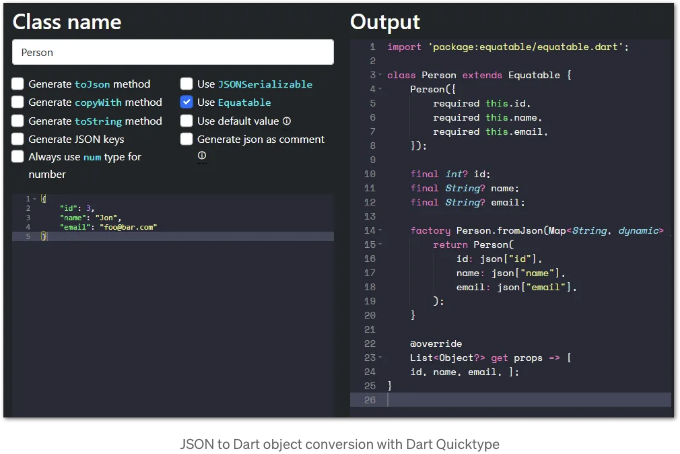 Class name
Person
Generate toJson method
Use JSONSerializable
Generate copyWith method
Use Equatable
Generate toString method
Use default value
Generate JSON keys
Generate json as comment
Always use num type for
number
1 {
2 "id": 3,
3 "name": "Jon",
4 "email": "foo@bar.com"
5 }
Output
1 import 'package:equatable/equatable.dart';
2
3 class Person extends Equatable {
4 Person({
5 required this.id,
6 required this.name,
7 required this.email,
8 });
9
10 final int? id;
11 final String? name;
12 final String? email;
13
14 factory Person.fromJson(Map<String, dynamic>
15 return Person(
16 id: json["id"],
17 name: json["name"],
18 email: json["email"],
19 );
20 }
21
22 @override
23 List<Object?> get props => [
24 id, name, email, ];
25 }
26
JSON to Dart object conversion with Dart Quicktype